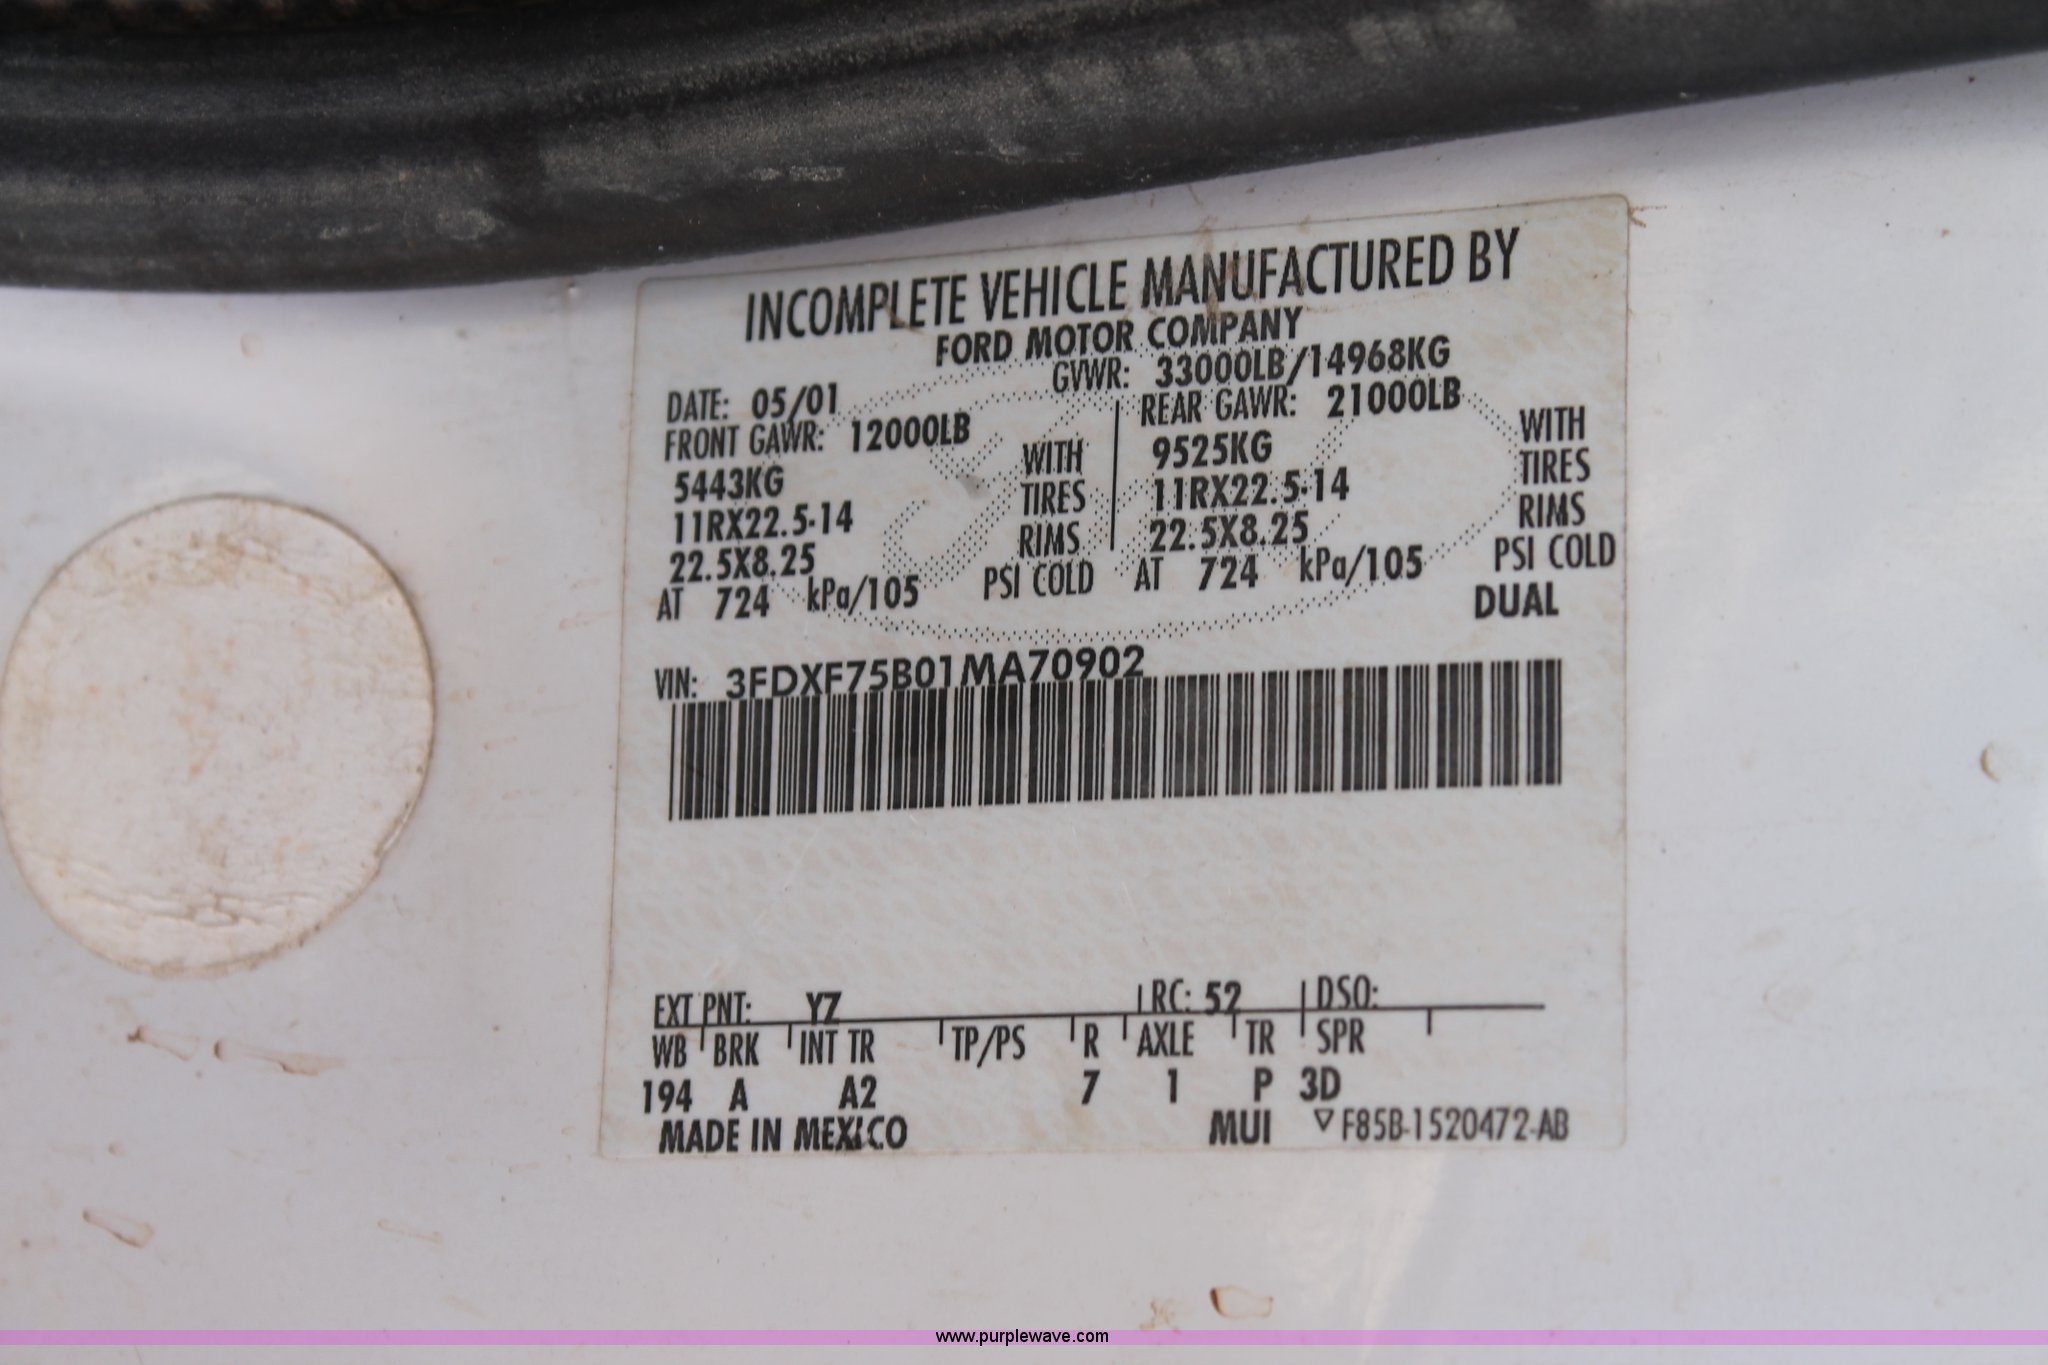 INCOMPLETE VEHICLE MANUFACTURED BY
FORD MOTOR COMPANY
DATE: 05/01 GVWR: 33000LB/14968KG
FRONT GAWR: 12000LB REAR GAWR: 21000LB
5443KG WITH 9525KG WITH
11RX22.5-14 TIRES 11RX22.5-14 TIRES
22.5X8.25 RIMS 22.5X8.25 RIMS
AT 724 kPa/105 PSI COLD AT 724 kPa/105 PSI COLD
DUAL
VIN: 3FDXF75B01MA70902
EXT PNT: YZ RC: 52 DSO:
WB BRK INT TR TP/PS R AXLE TR SPR
194 A A2 7 1 P 3D
MADE IN MEXICO MUI ▽F85B-1520472-AB
www.purplewave.com